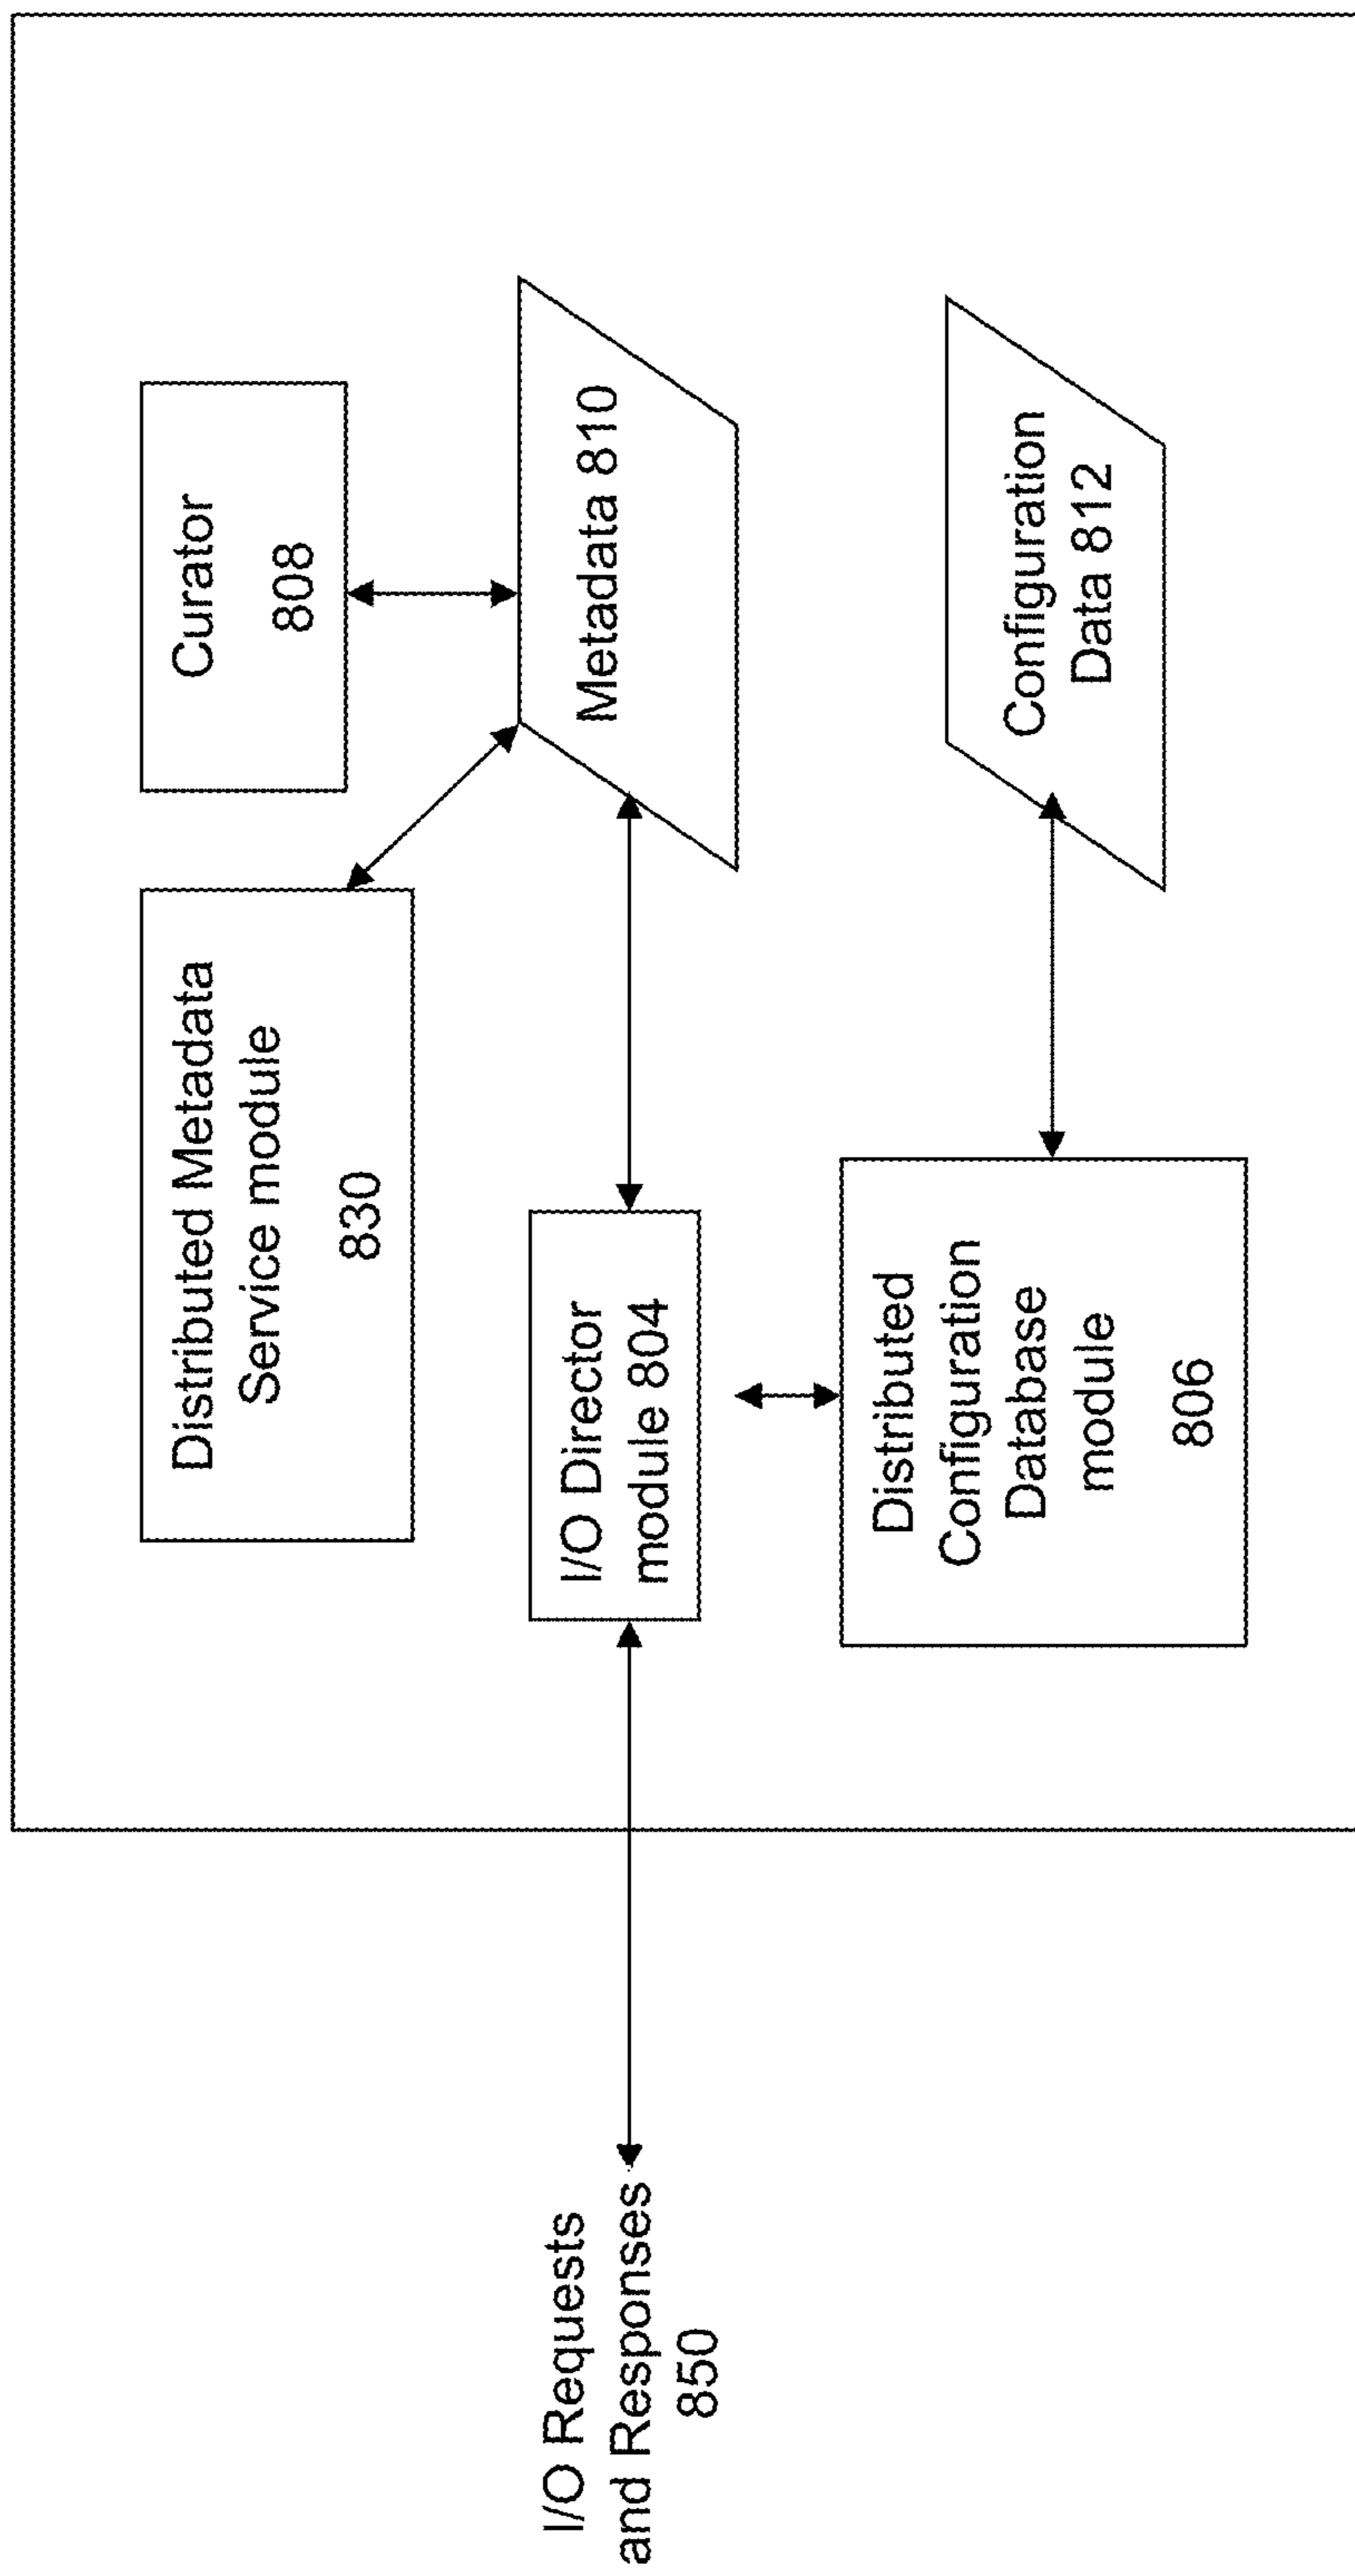 Distributed Metadata
Service module
830
Curator
808
I/O Requests
and Responses
850
I/O Director
module 804
Metadata 810
Distributed
Configuration
Database
module
806
Configuration
Data 812